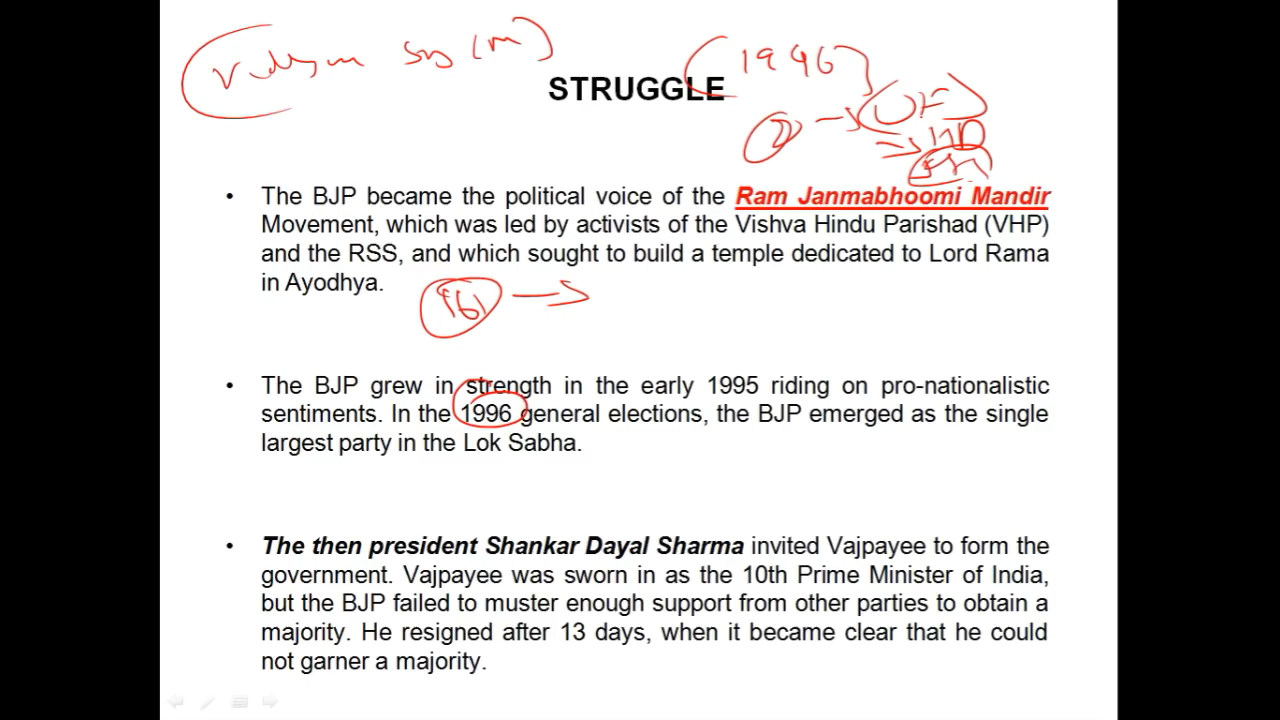 (1996)
STRUGGLE
UF
HD
• The BJP became the political voice of the Ram Janmabhoomi Mandir
Movement, which was led by activists of the Vishva Hindu Parishad (VHP)
and the RSS, and which sought to build a temple dedicated to Lord Rama
in Ayodhya.
161
• The BJP grew in strength in the early 1995 riding on pro-nationalistic
sentiments. In the 1996 general elections, the BJP emerged as the single
largest party in the Lok Sabha.
• The then president Shankar Dayal Sharma invited Vajpayee to form the
government. Vajpayee was sworn in as the 10th Prime Minister of India,
but the BJP failed to muster enough support from other parties to obtain a
majority. He resigned after 13 days, when it became clear that he could
not garner a majority.